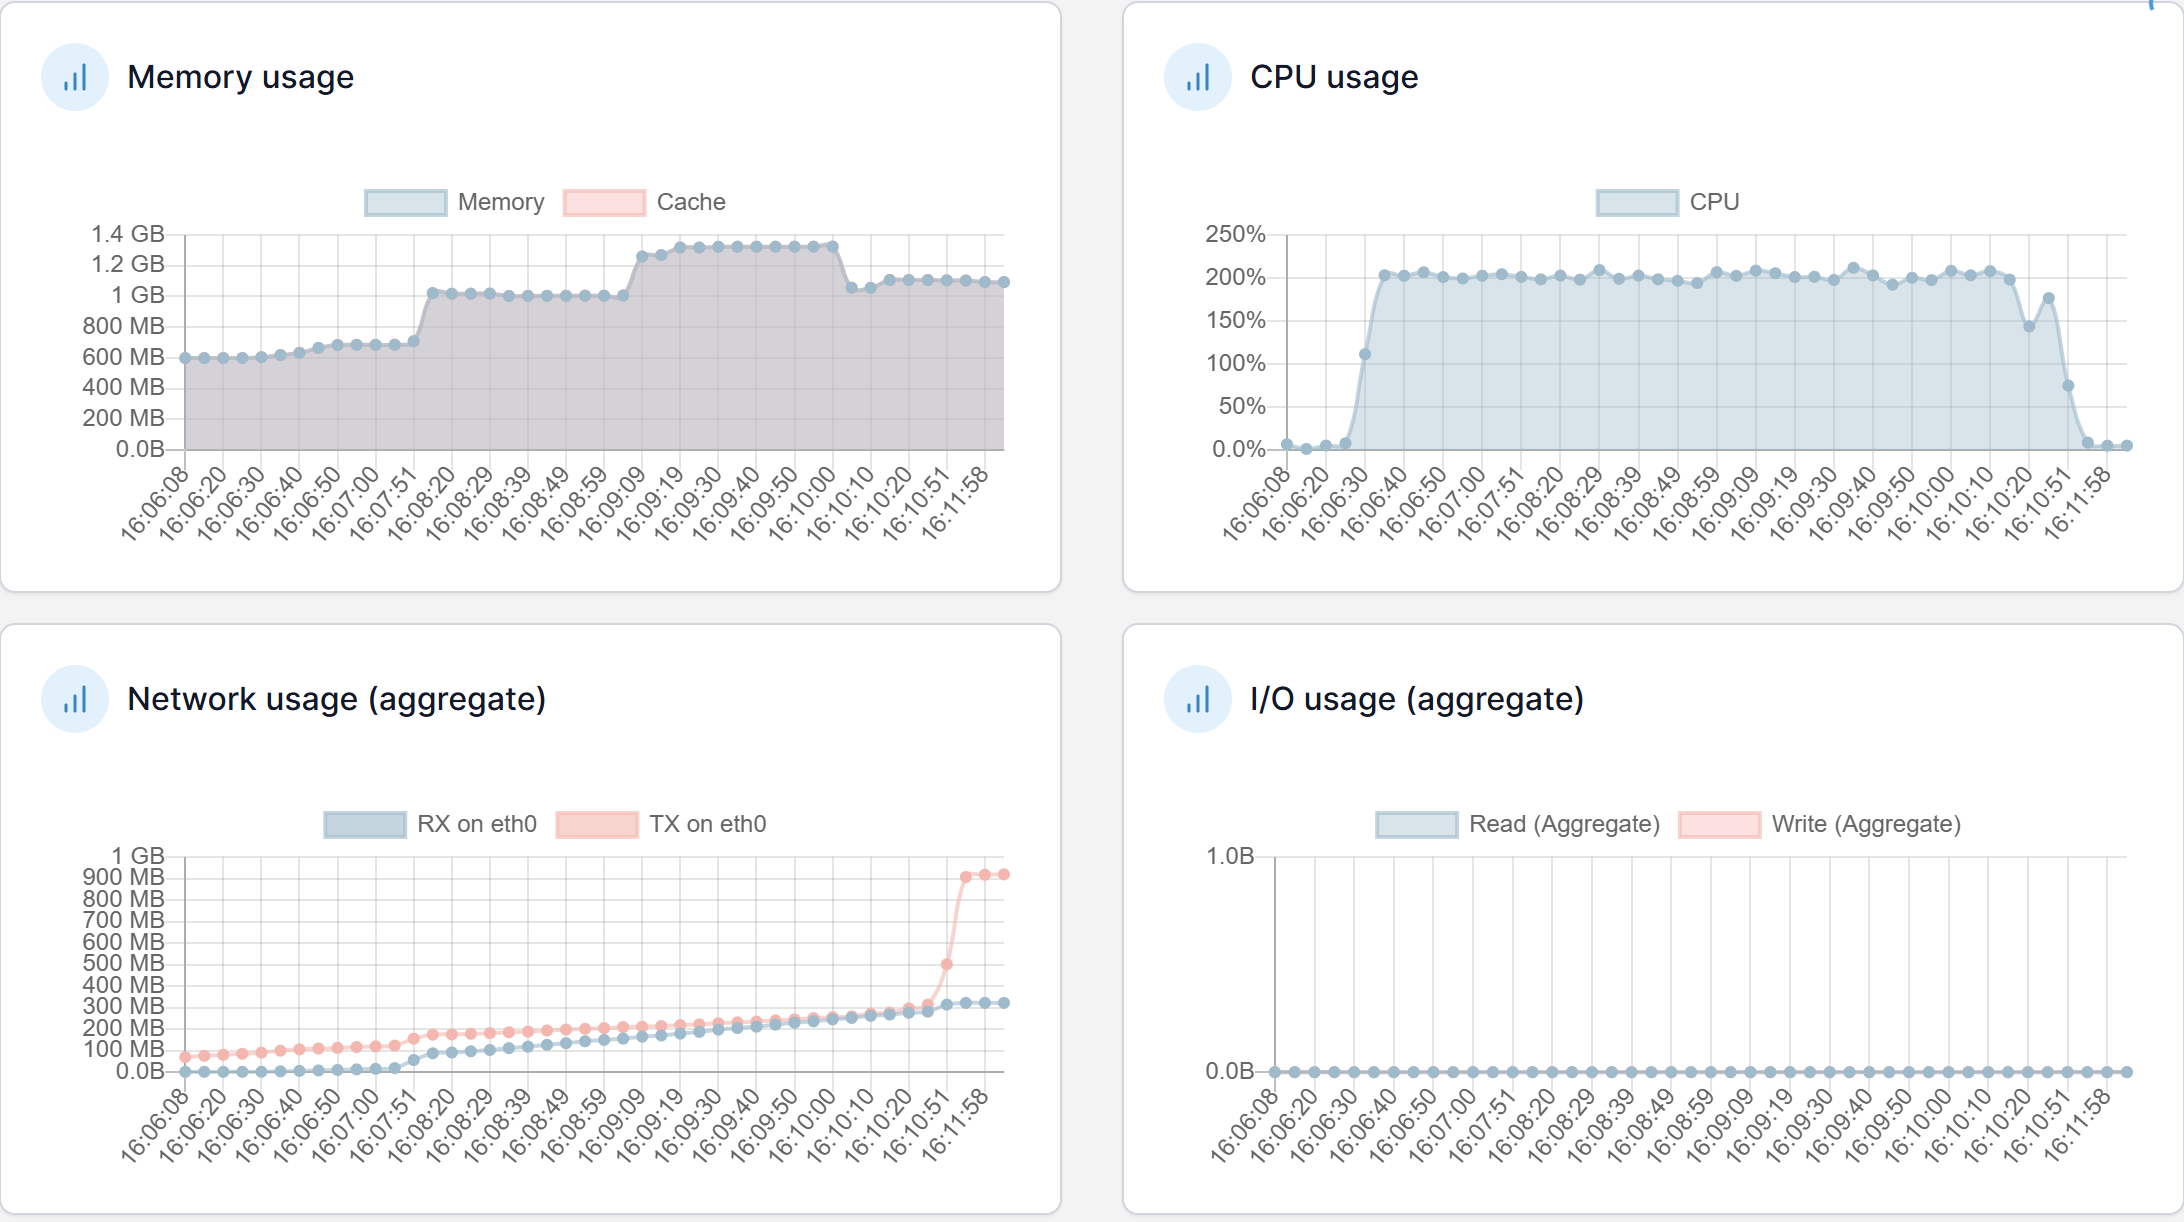 Memory usage
Memory
Cache
1.4 GB
1.2 GB
1 GB
800 MB
600 MB
400 MB
200 MB
0.0B
16:06:08
16:06:20
16:06:30
16:06:40
16:06:50
16:07:00
16:07:51
16:08:20
16:08:29
16:08:39
16:08:49
16:08:59
16:09:09
16:09:19
16:09:30
16:09:40
16:09:50
16:10:00
16:10:10
16:10:20
16:10:51
16:11:58
CPU usage
CPU
250%
200%
150%
100%
50%
0.0%
16:06:08
16:06:20
16:06:30
16:06:40
16:06:50
16:07:00
16:07:51
16:08:20
16:08:29
16:08:39
16:08:49
16:08:59
16:09:09
16:09:19
16:09:30
16:09:40
16:09:50
16:10:00
16:10:10
16:10:20
16:10:51
16:11:58
Network usage (aggregate)
RX on eth0
TX on eth0
1 GB
900 MB
800 MB
700 MB
600 MB
500 MB
400 MB
300 MB
200 MB
100 MB
0.0B
16:06:08
16:06:20
16:06:30
16:06:40
16:06:50
16:07:00
16:07:51
16:08:20
16:08:29
16:08:39
16:08:49
16:08:59
16:09:09
16:09:19
16:09:30
16:09:40
16:09:50
16:10:00
16:10:10
16:10:20
16:10:51
16:11:58
I/O usage (aggregate)
Read (Aggregate)
Write (Aggregate)
1.0B
0.0B
16:06:08
16:06:20
16:06:30
16:06:40
16:06:50
16:07:00
16:07:51
16:08:20
16:08:29
16:08:39
16:08:49
16:08:59
16:09:09
16:09:19
16:09:30
16:09:40
16:09:50
16:10:00
16:10:10
16:10:20
16:10:51
16:11:58